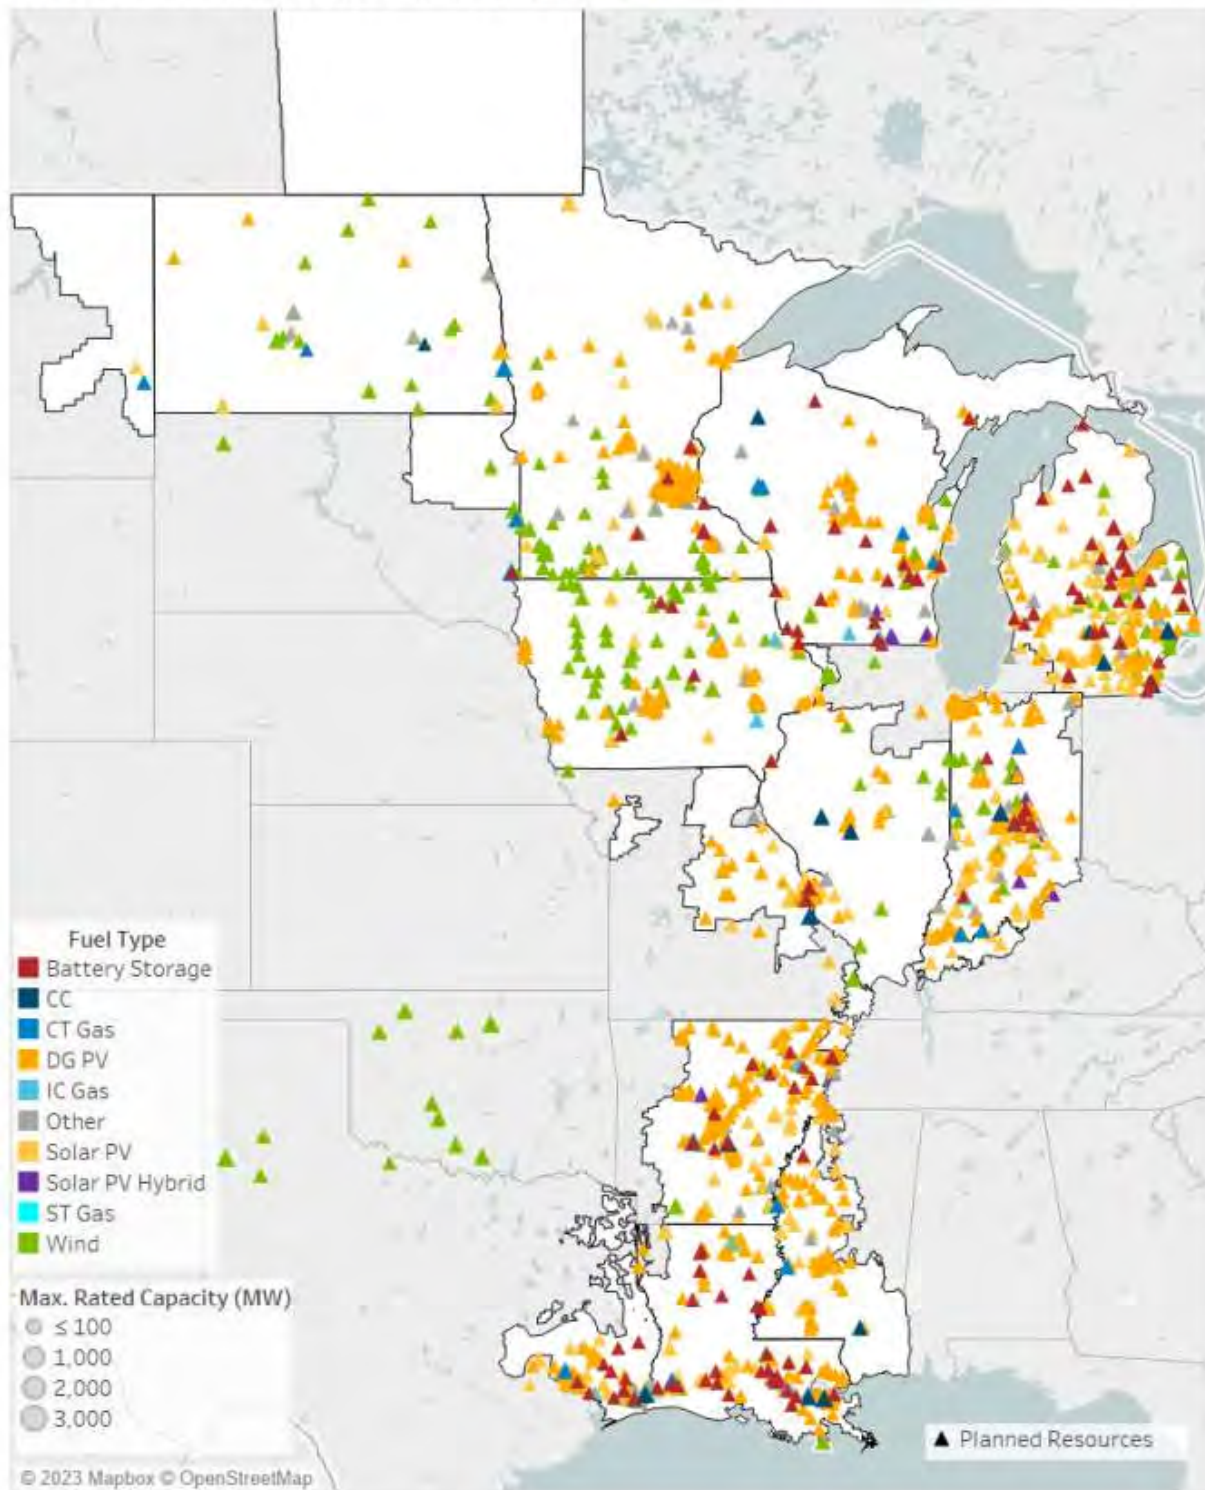 Fuel Type
Battery Storage
CC
CT Gas
DG PV
IC Gas
Other
Solar PV
Solar PV Hybrid
ST Gas
Wind
Max. Rated Capacity (MW)
≤ 100
1,000
2,000
3,000
Planned Resources
© 2023 Mapbox © OpenStreetMap